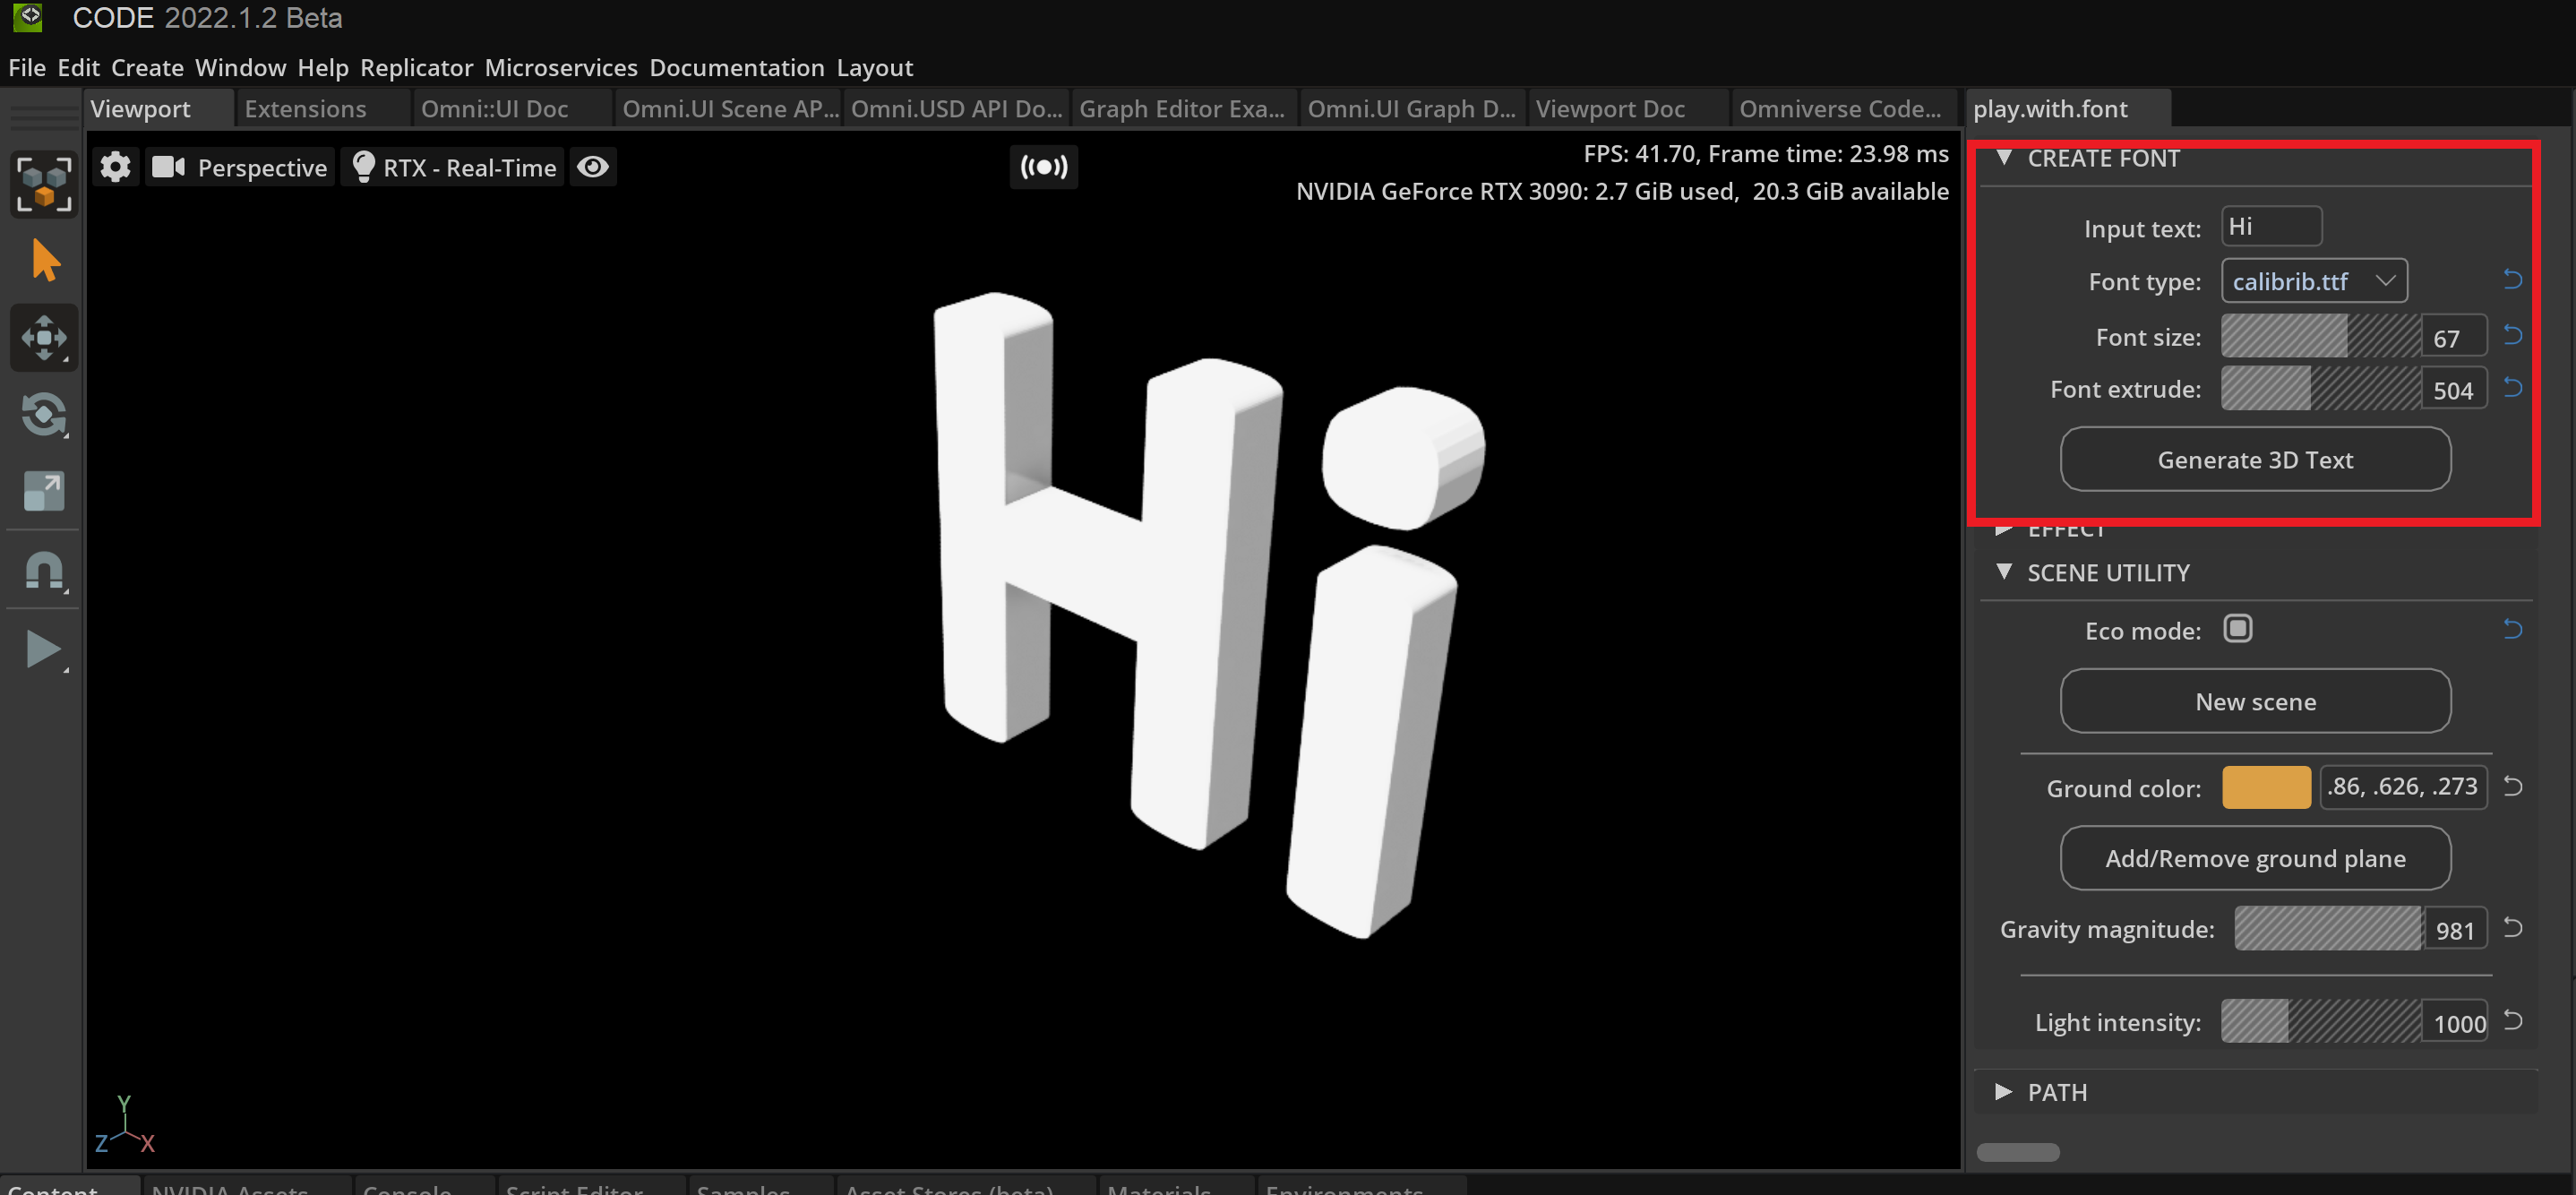 CODE 2022.1.2 Beta
File Edit Create Window Help Replicator Microservices Documentation Layout
Viewport Extensions Omni::UI Doc Omni.UI Scene AP... Omni.USD API Do... Graph Editor Exa... Omni.UI Graph D... Viewport Doc Omniverse Code... play.with.font
Perspective RTX - Real-Time
FPS: 41.70, Frame time: 23.98 ms
NVIDIA GeForce RTX 3090: 2.7 GiB used, 20.3 GiB available
Hi
Y
Z X
CREATE FONT
Input text: Hi
Font type: calibrib.ttf
Font size: 67
Font extrude: 504
Generate 3D Text
EFFECT
SCENE UTILITY
Eco mode:
New scene
Ground color: .86, .626, .273
Add/Remove ground plane
Gravity magnitude: 981
Light intensity: 1000
PATH
Content NVIDIA Assets Console Script Editor Samples Asset Stores (beta) Materials Environments